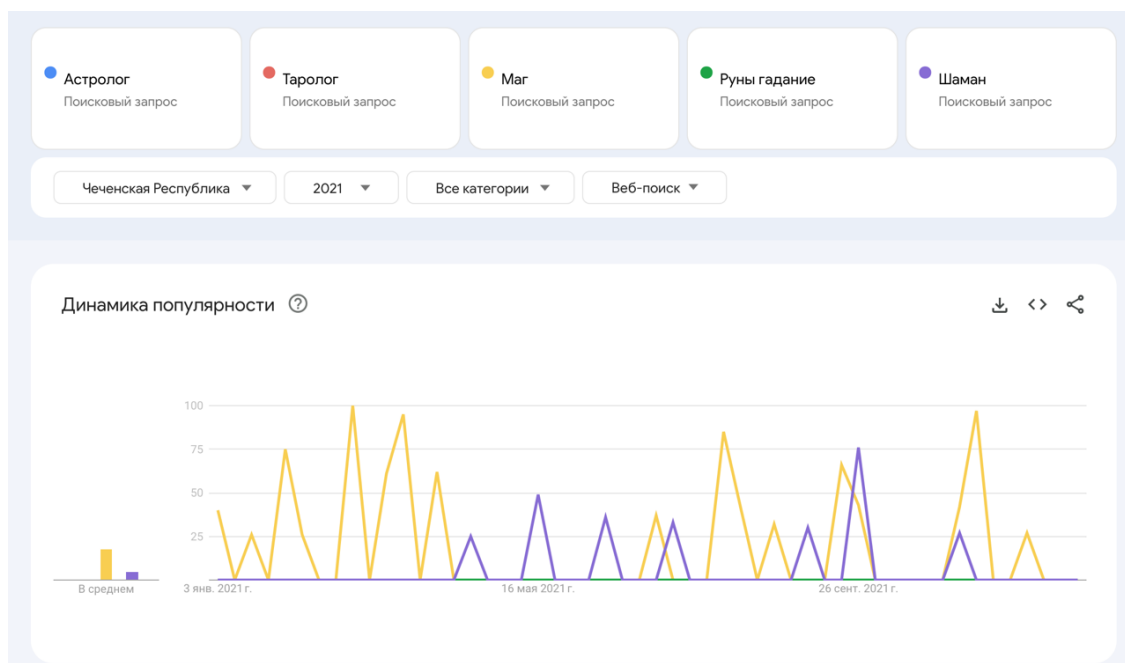 Астролог
Поисковый запрос
Таролог
Поисковый запрос
Маг
Поисковый запрос
Руны гадание
Поисковый запрос
Шаман
Поисковый запрос
Чеченская Республика
2021
Все категории
Веб-поиск
Динамика популярности
100
75
50
25
В среднем
3 янв. 2021 г.
16 мая 2021 г.
26 сент. 2021 г.